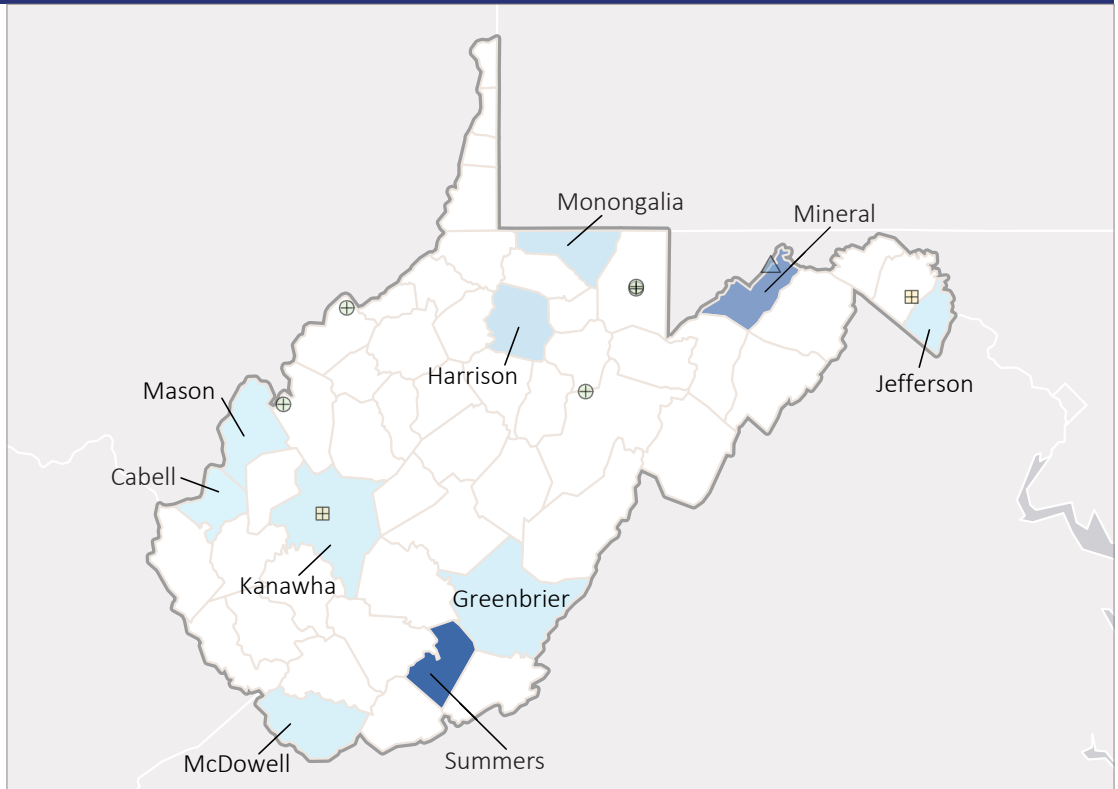 Monongalia
Mineral
Harrison
Jefferson
Mason
Cabell
Kanawha
Greenbrier
Summers
McDowell